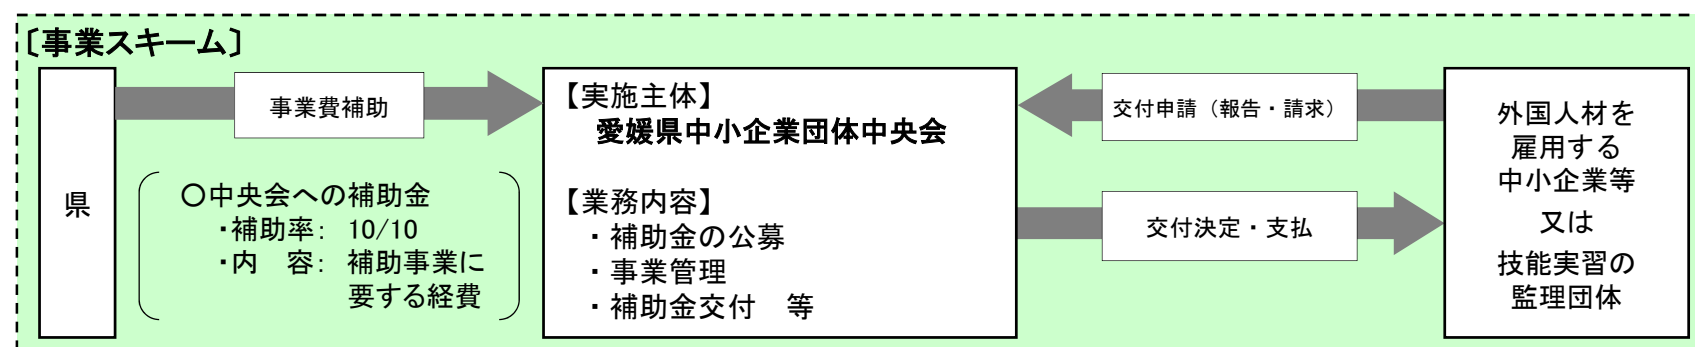 〔事業スキーム〕
県
事業費補助
〇中央会への補助金
・補助率： 10/10
・内　容： 補助事業に
要する経費
【実施主体】
愛媛県中小企業団体中央会
【業務内容】
・補助金の公募
・事業管理
・補助金交付　等
交付申請（報告・請求）
交付決定・支払
外国人材を
雇用する
中小企業等
又は
技能実習の
監理団体